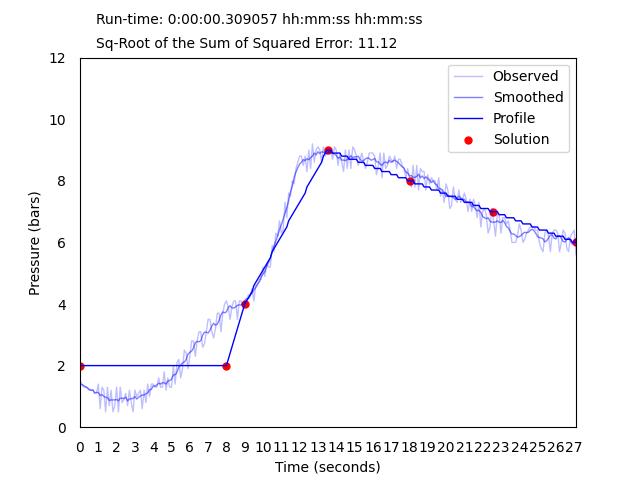 Run-time: 0:00:00.309057 hh:mm:ss hh:mm:ss
Sq-Root of the Sum of Squared Error: 11.12
12
10
8
6
4
2
0
Pressure (bars)
Observed
Smoothed
Profile
Solution
0 1 2 3 4 5 6 7 8 9 10 11 12 13 14 15 16 17 18 19 20 21 22 23 24 25 26 27
Time (seconds)